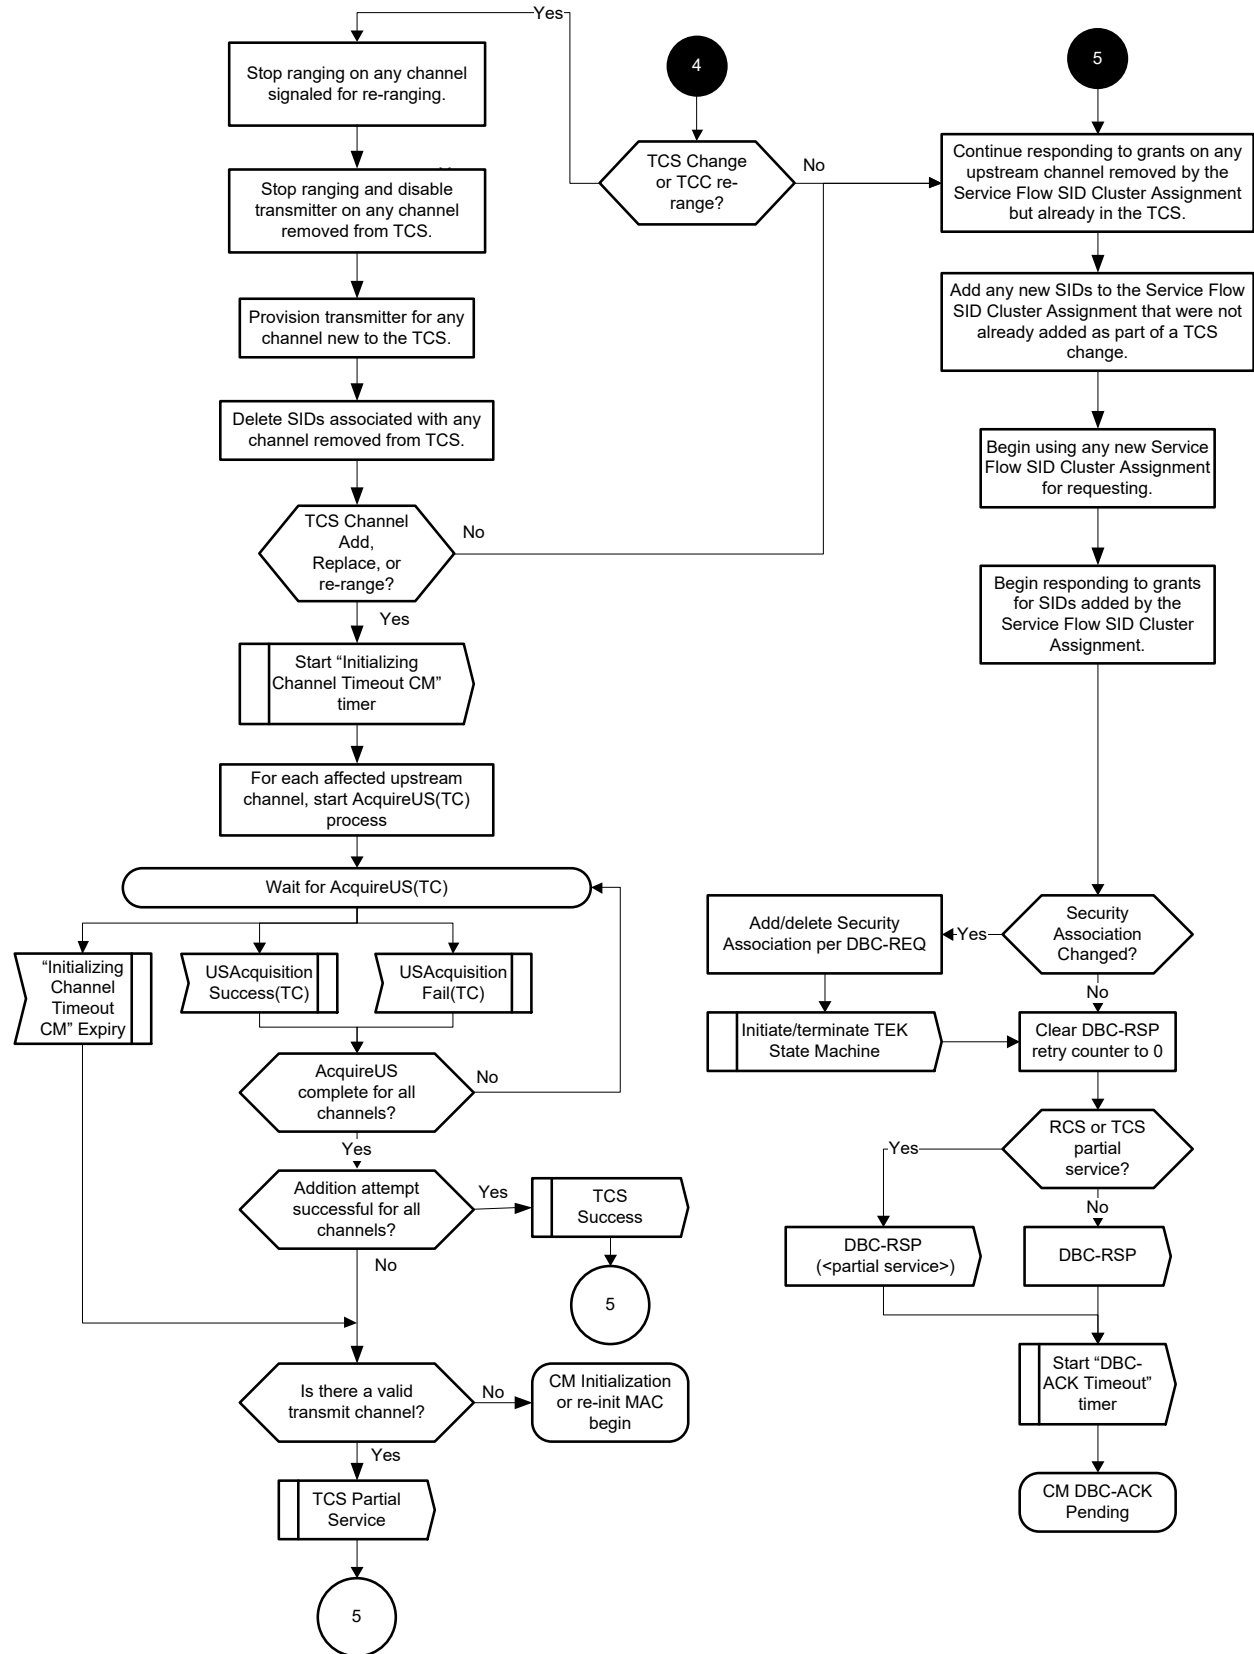 Yes
4
5
Stop ranging on any channel
signaled for re-ranging.
TCS Change
or TCC re-
range?
No
Continue responding to grants on any
upstream channel removed by the
Service Flow SID Cluster Assignment
but already in the TCS.
Stop ranging and disable
transmitter on any channel
removed from TCS.
Add any new SIDs to the Service Flow
SID Cluster Assignment that were not
already added as part of a TCS
change.
Provision transmitter for any
channel new to the TCS.
Delete SIDs associated with any
channel removed from TCS.
Begin using any new Service
Flow SID Cluster Assignment
for requesting.
TCS Channel
Add,
Replace, or
re-range?
No
Yes
Begin responding to grants
for SIDs added by the
Service Flow SID Cluster
Assignment.
Start “Initializing
Channel Timeout CM”
timer
For each affected upstream
channel, start AcquireUS(TC)
process
Wait for AcquireUS(TC)
“Initializing
Channel
Timeout
CM” Expiry
USAcquisition
Success(TC)
USAcquisition
Fail(TC)
Add/delete Security
Association per DBC-REQ
Yes
Security
Association
Changed?
No
Initiate/terminate TEK
State Machine
Clear DBC-RSP
retry counter to 0
AcquireUS
complete for all
channels?
No
Yes
RCS or TCS
partial
service?
Yes
No
Addition attempt
successful for all
channels?
Yes
TCS
Success
No
5
DBC-RSP
(<partial service>)
DBC-RSP
Start “DBC-
ACK Timeout”
timer
Is there a valid
transmit channel?
No
CM Initialization
or re-init MAC
begin
Yes
TCS Partial
Service
CM DBC-ACK
Pending
5